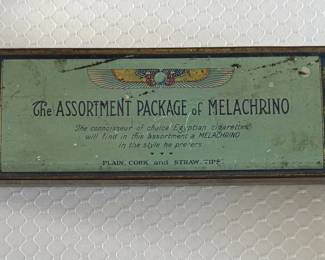 The ASSORTMENT PACKAGE of MELACHRINO
The connoisseur of choice Egyptian cigarettes
will find in this assortment a MELACHRINO
in the style he prefers
PLAIN, CORK and STRAW TIPS